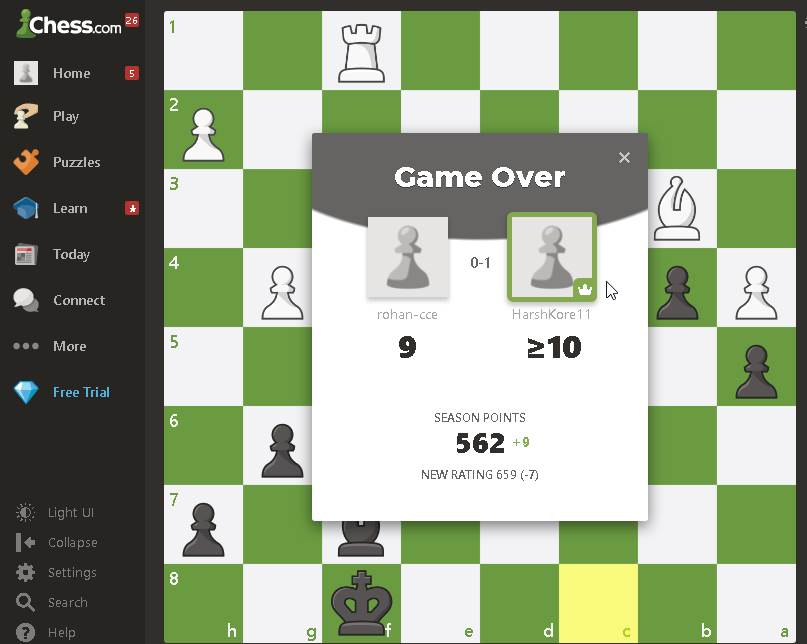 Chess.com 26
Home 5
Play
Puzzles
Learn
Today
Connect
More
Free Trial
Light UI
Collapse
Settings
Search
Help
1
2
3
4
5
6
7
8
h g f e d c b a
Game Over
×
0-1
rohan-cce HarshKore11
9 ≥10
SEASON POINTS
562 +9
NEW RATING 659 (-7)